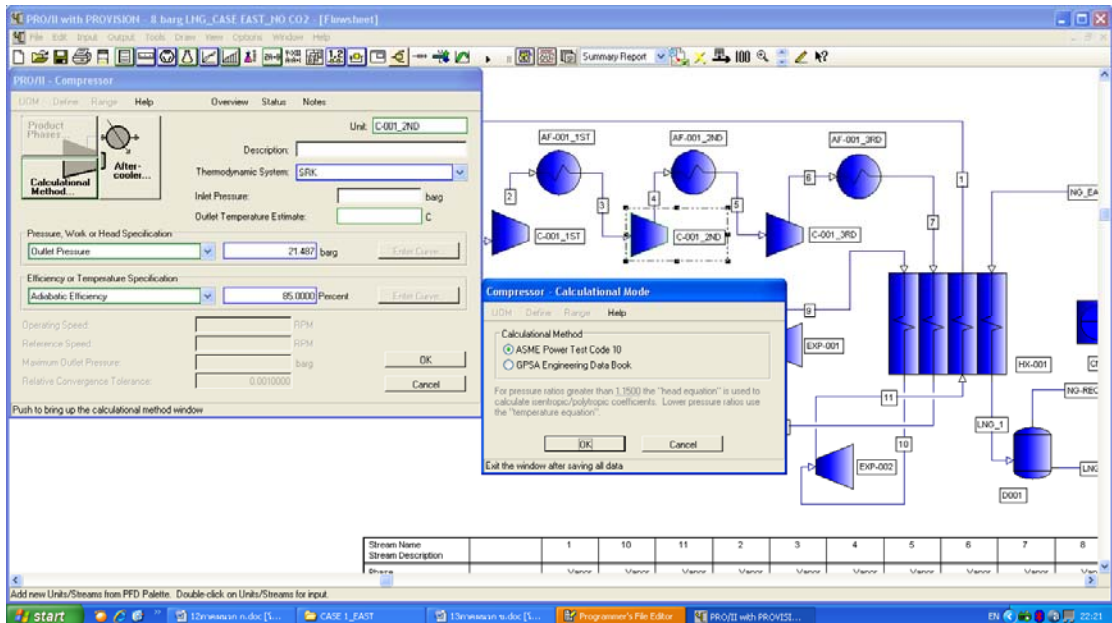 PRO/II with PROVISION - 8 barg LNG_CASE EAST_NO CO2 - [Flowsheet]
File Edit Input Output Tools Draw View Options Window Help
Summary Report
PRO/II - Compressor
UOM Define Range Help Overview Status Notes
Product Phases...
After-cooler...
Calculational Method...
Unit: C-001_2ND
Description:
Thermodynamic System: SRK
Inlet Pressure: barg
Outlet Temperature Estimate: C
Pressure, Work or Head Specification
Outlet Pressure 21.487 barg Enter Curve...
Efficiency or Temperature Specification
Adiabatic Efficiency 85.0000 Percent Enter Curve...
Operating Speed: RPM
Reference Speed: RPM
Maximum Outlet Pressure: barg
Relative Convergence Tolerance: 0.0010000
OK
Cancel
Push to bring up the calculational method window
AF-001_1ST
AF-001_2ND
AF-001_3RD
1
2
3
4
5
6
7
NG_EA
C-001_1ST
C-001_2ND
C-001_3RD
Compressor - Calculational Mode
UOM Define Range Help
Calculational Method
ASME Power Test Code 10
GPSA Engineering Data Book
For pressure ratios greater than 1.1500 the "head equation" is used to
calculate isentropic/polytropic coefficients. Lower pressure ratios use
the "temperature equation".
OK Cancel
Exit the window after saving all data
9
EXP-001
HX-001
11
NG-REC
LNG_1
10
EXP-002
D001
LNG
Stream Name 1 10 11 2 3 4 5 6 7 8
Stream Description
Phase Vapor Vapor Vapor Vapor Vapor Vapor Vapor Vapor Vapor
Add new Units/Streams from PFD Palette. Double-click on Units/Streams for input.
start
CASE 1_EAST
Programmer's File Editor
PRO/II with PROVISI...
EN
22:21